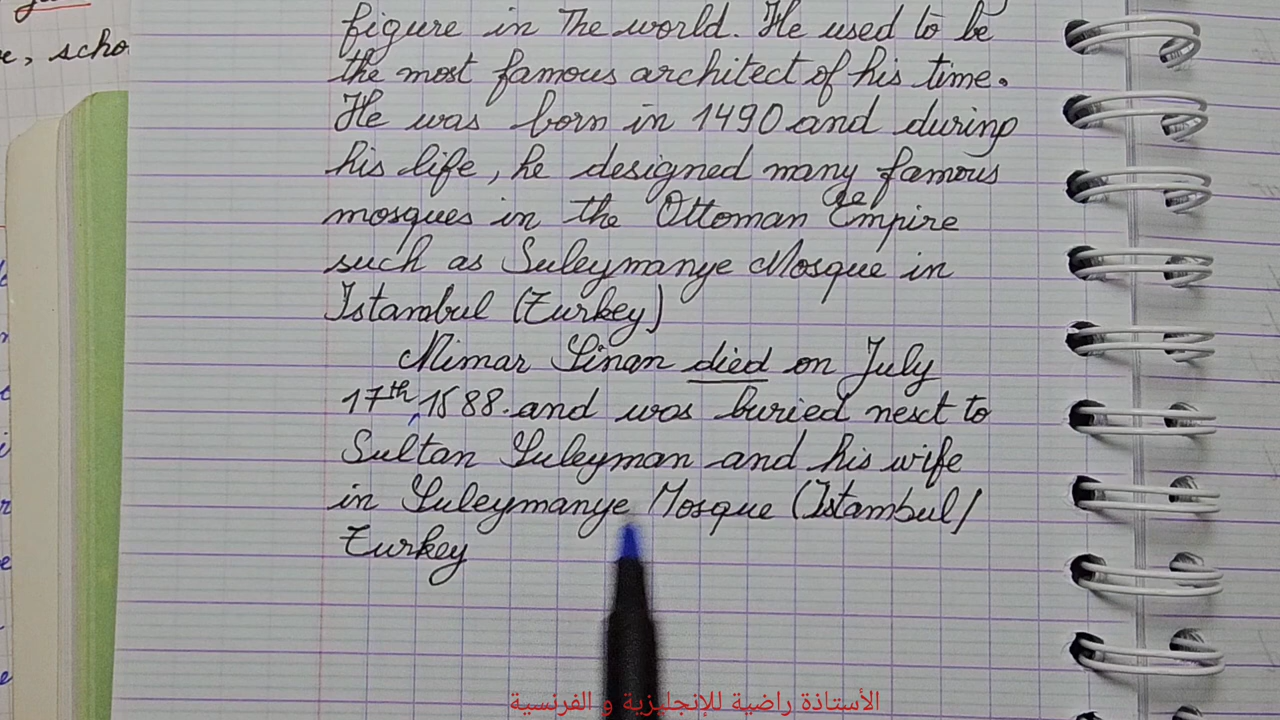 e, scho
figure in The world. He used to be
the most famous architect of his time.
He was born in 1490 and during
his life, he designed many famous
mosques in the Ottoman Empire
such as Suleymanye Mosque in
Istambul (Turkey)
Mimar Sinan died on July
17th, 1588. and was buried next to
Sultan Suleyman and his wife
in Suleymanye Mosque (Istambul/
Turkey
الأستاذة راضية للإنجليزية و الفرنسية